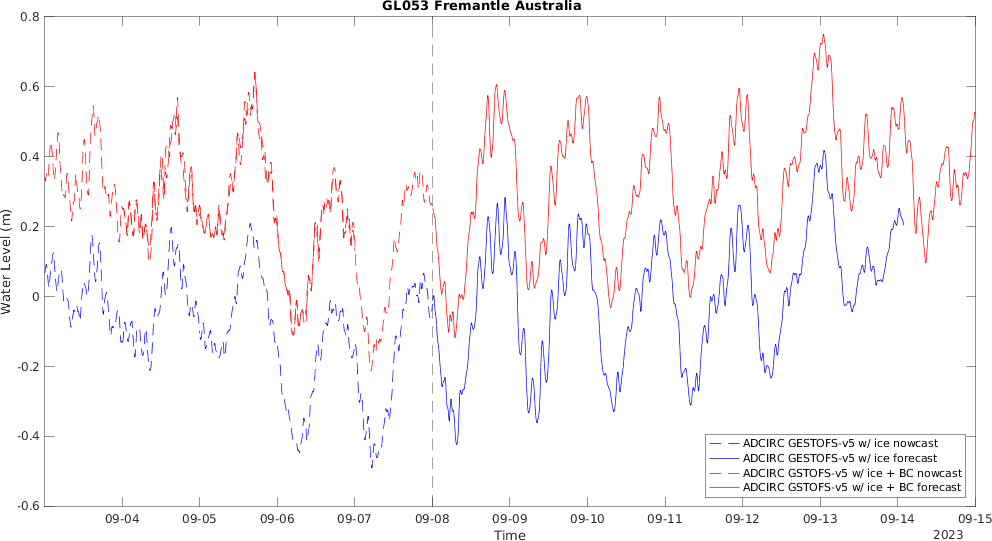 GL053 Fremantle Australia
Water Level (m)
0.8
0.6
0.4
0.2
0
-0.2
-0.4
-0.6
09-04 09-05 09-06 09-07 09-08 09-09 09-10 09-11 09-12 09-13 09-14 09-15
Time
2023
ADCIRC GESTOFS-v5 w/ ice nowcast
ADCIRC GESTOFS-v5 w/ ice forecast
ADCIRC GSTOFS-v5 w/ ice + BC nowcast
ADCIRC GSTOFS-v5 w/ ice + BC forecast